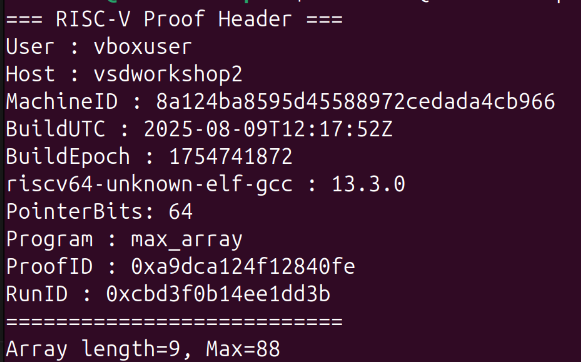 === RISC-V Proof Header ===
User : vboxuser
Host : vsdworkshop2
MachineID : 8a124ba8595d45588972cedada4cb966
BuildUTC : 2025-08-09T12:17:52Z
BuildEpoch : 1754741872
riscv64-unknown-elf-gcc : 13.3.0
PointerBits: 64
Program : max_array
ProofID : 0xa9dca124f12840fe
RunID : 0xcbd3f0b14ee1dd3b
===========================
Array length=9, Max=88